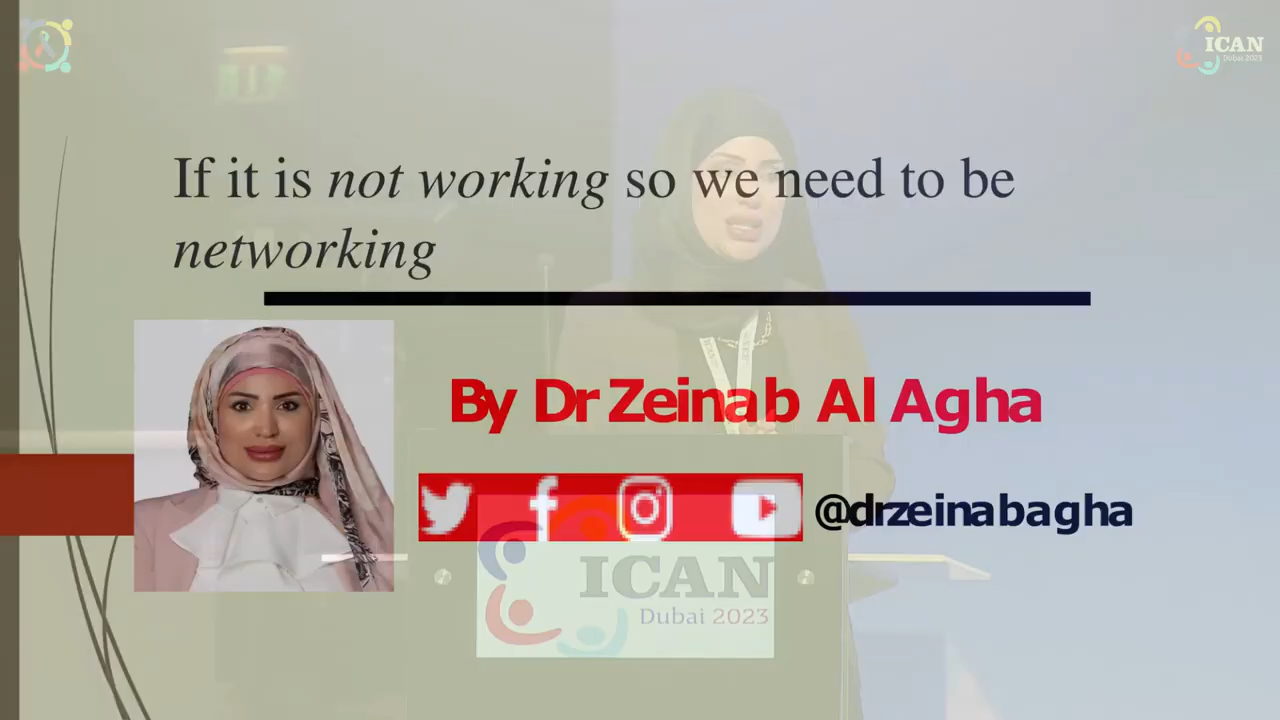 ICAN
Dubai 2023
If it is not working so we need to be
networking
By Dr Zeinab Al Agha
@drzeinabagha
ICAN
Dubai 2023